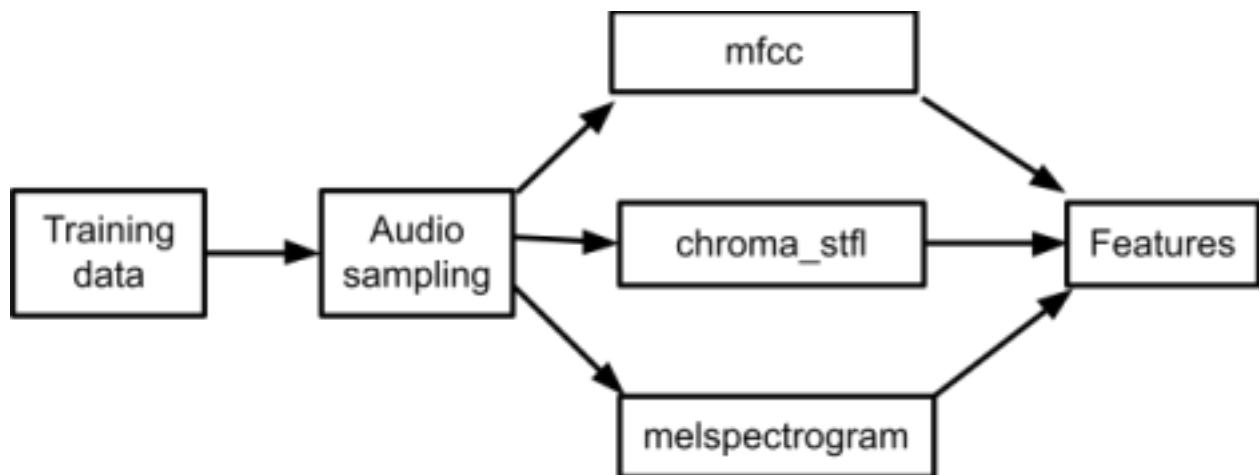 mfcc
Training
data
Audio
sampling
chroma_stfl
Features
melspectrogram